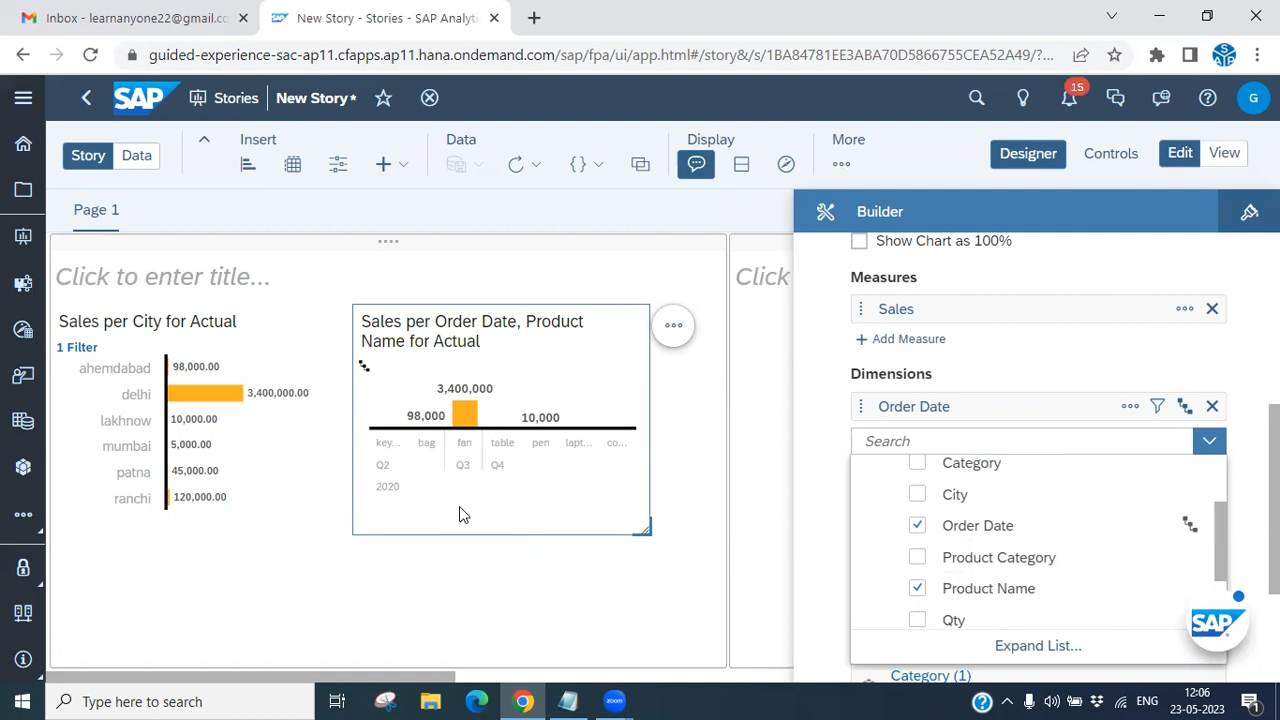 Inbox - learnanyone22@gmail.co
New Story - Stories - SAP Analyti
guided-experience-sac-ap11.cfapps.ap11.hana.ondemand.com/sap/fpa/ui/app.html#/story&/s/1BA84781EE3ABA70D5866755CEA52A49/?...
SAP
Stories
New Story*
15
G
Story
Data
Insert
Data
Display
More
Designer
Controls
Edit
View
Page 1
Builder
Click to enter title...
Click
Sales per City for Actual
1 Filter
ahemdabad 98,000.00
delhi 3,400,000.00
lakhnow 10,000.00
mumbai 5,000.00
patna 45,000.00
ranchi 120,000.00
Sales per Order Date, Product
Name for Actual
3,400,000
98,000 10,000
key... bag fan table pen lapt... co...
Q2 Q3 Q4
2020
Show Chart as 100%
Measures
Sales
+ Add Measure
Dimensions
Order Date
Search
Category
City
Order Date
Product Category
Product Name
Qty
Expand List...
SAP
Category (1)
Type here to search
zoom
ENG
12:06
23-05-2023
1